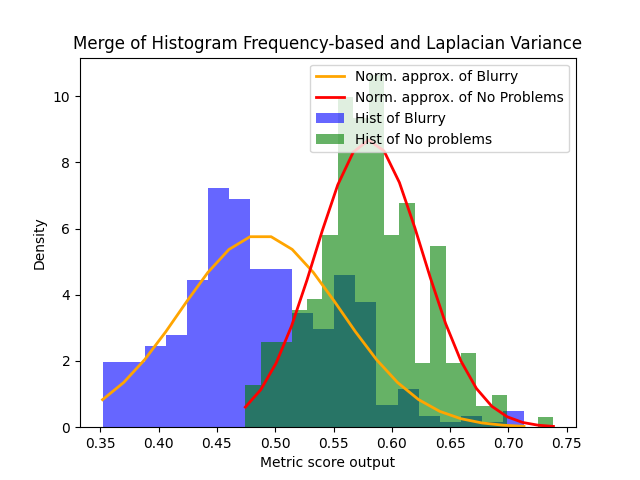 Merge of Histogram Frequency-based and Laplacian Variance
Norm. approx. of Blurry
Norm. approx. of No Problems
Hist of Blurry
Hist of No problems
Density
10
8
6
4
2
0
0.35 0.40 0.45 0.50 0.55 0.60 0.65 0.70 0.75
Metric score output